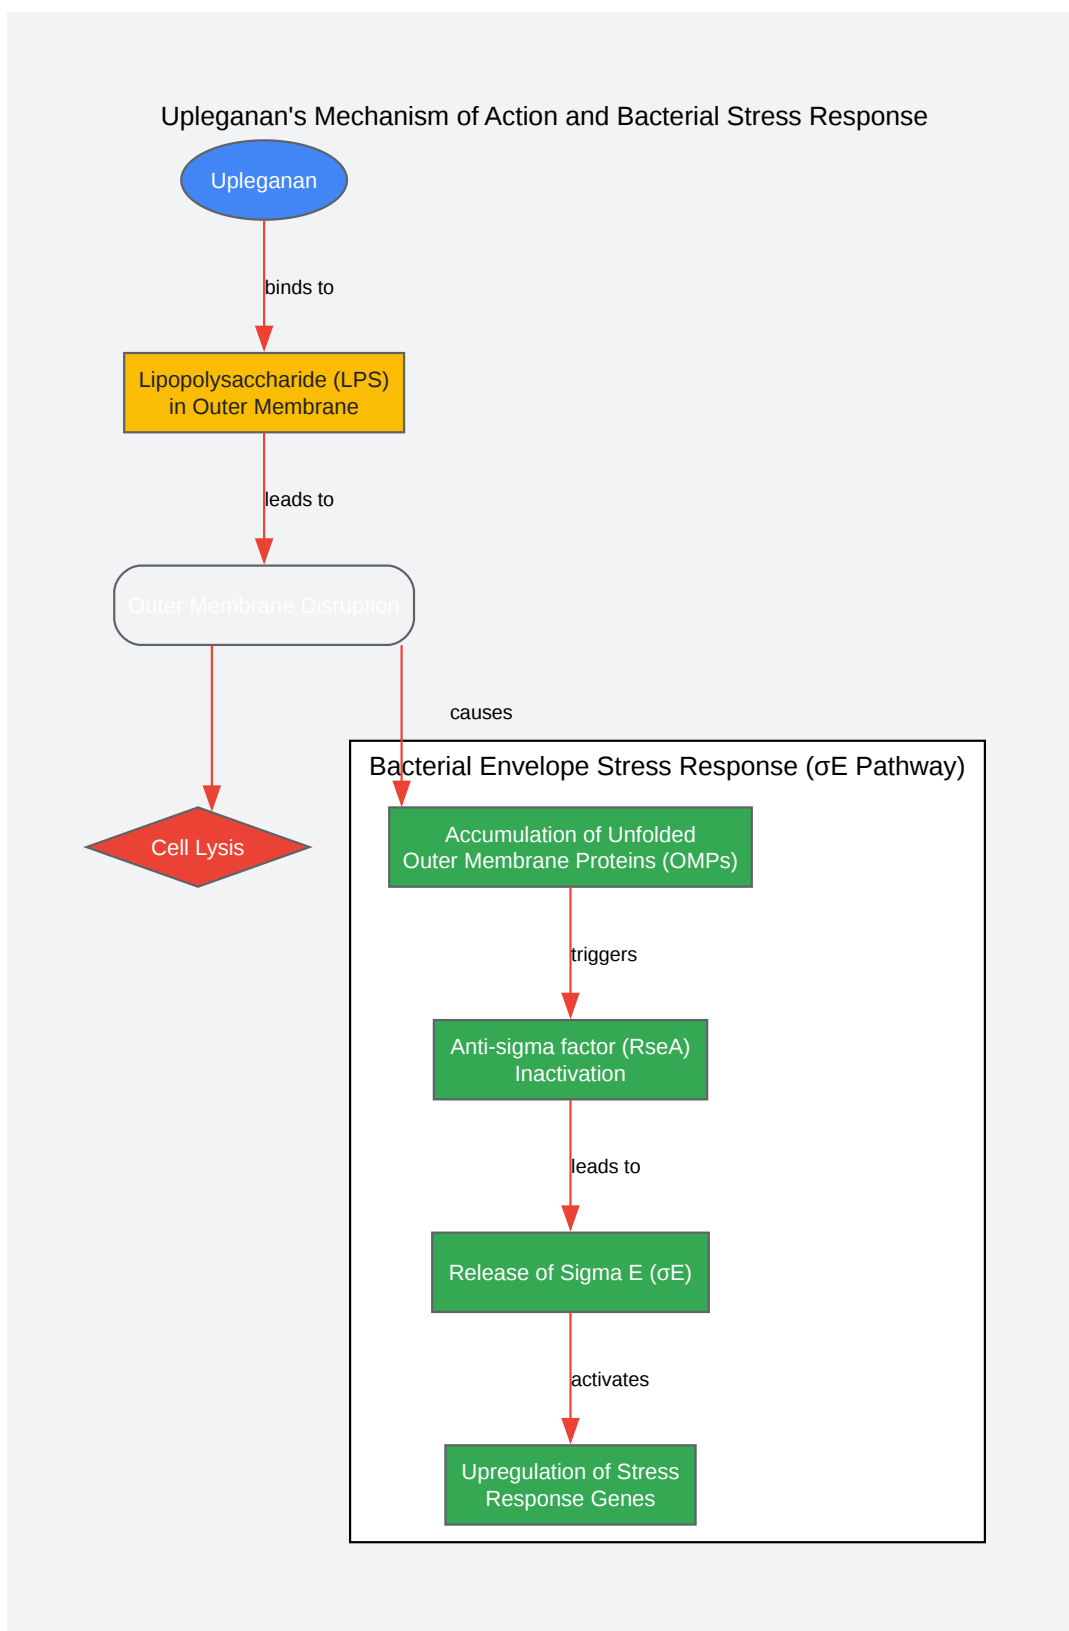 Upleganan's Mechanism of Action and Bacterial Stress Response
Upleganan
binds to
Lipopolysaccharide (LPS)
in Outer Membrane
leads to
Outer Membrane Disruption
causes
Bacterial Envelope Stress Response (σE Pathway)
Cell Lysis
Accumulation of Unfolded
Outer Membrane Proteins (OMPs)
triggers
Anti-sigma factor (RseA)
Inactivation
leads to
Release of Sigma E (σE)
activates
Upregulation of Stress
Response Genes